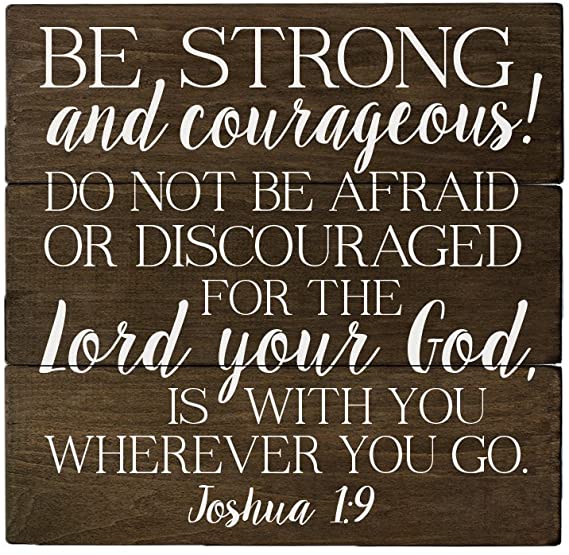 BE STRONG
and courageous!
DO NOT BE AFRAID
OR DISCOURAGED
FOR THE
Lord your God,
IS WITH YOU
WHEREVER YOU GO.
Joshua 1:9